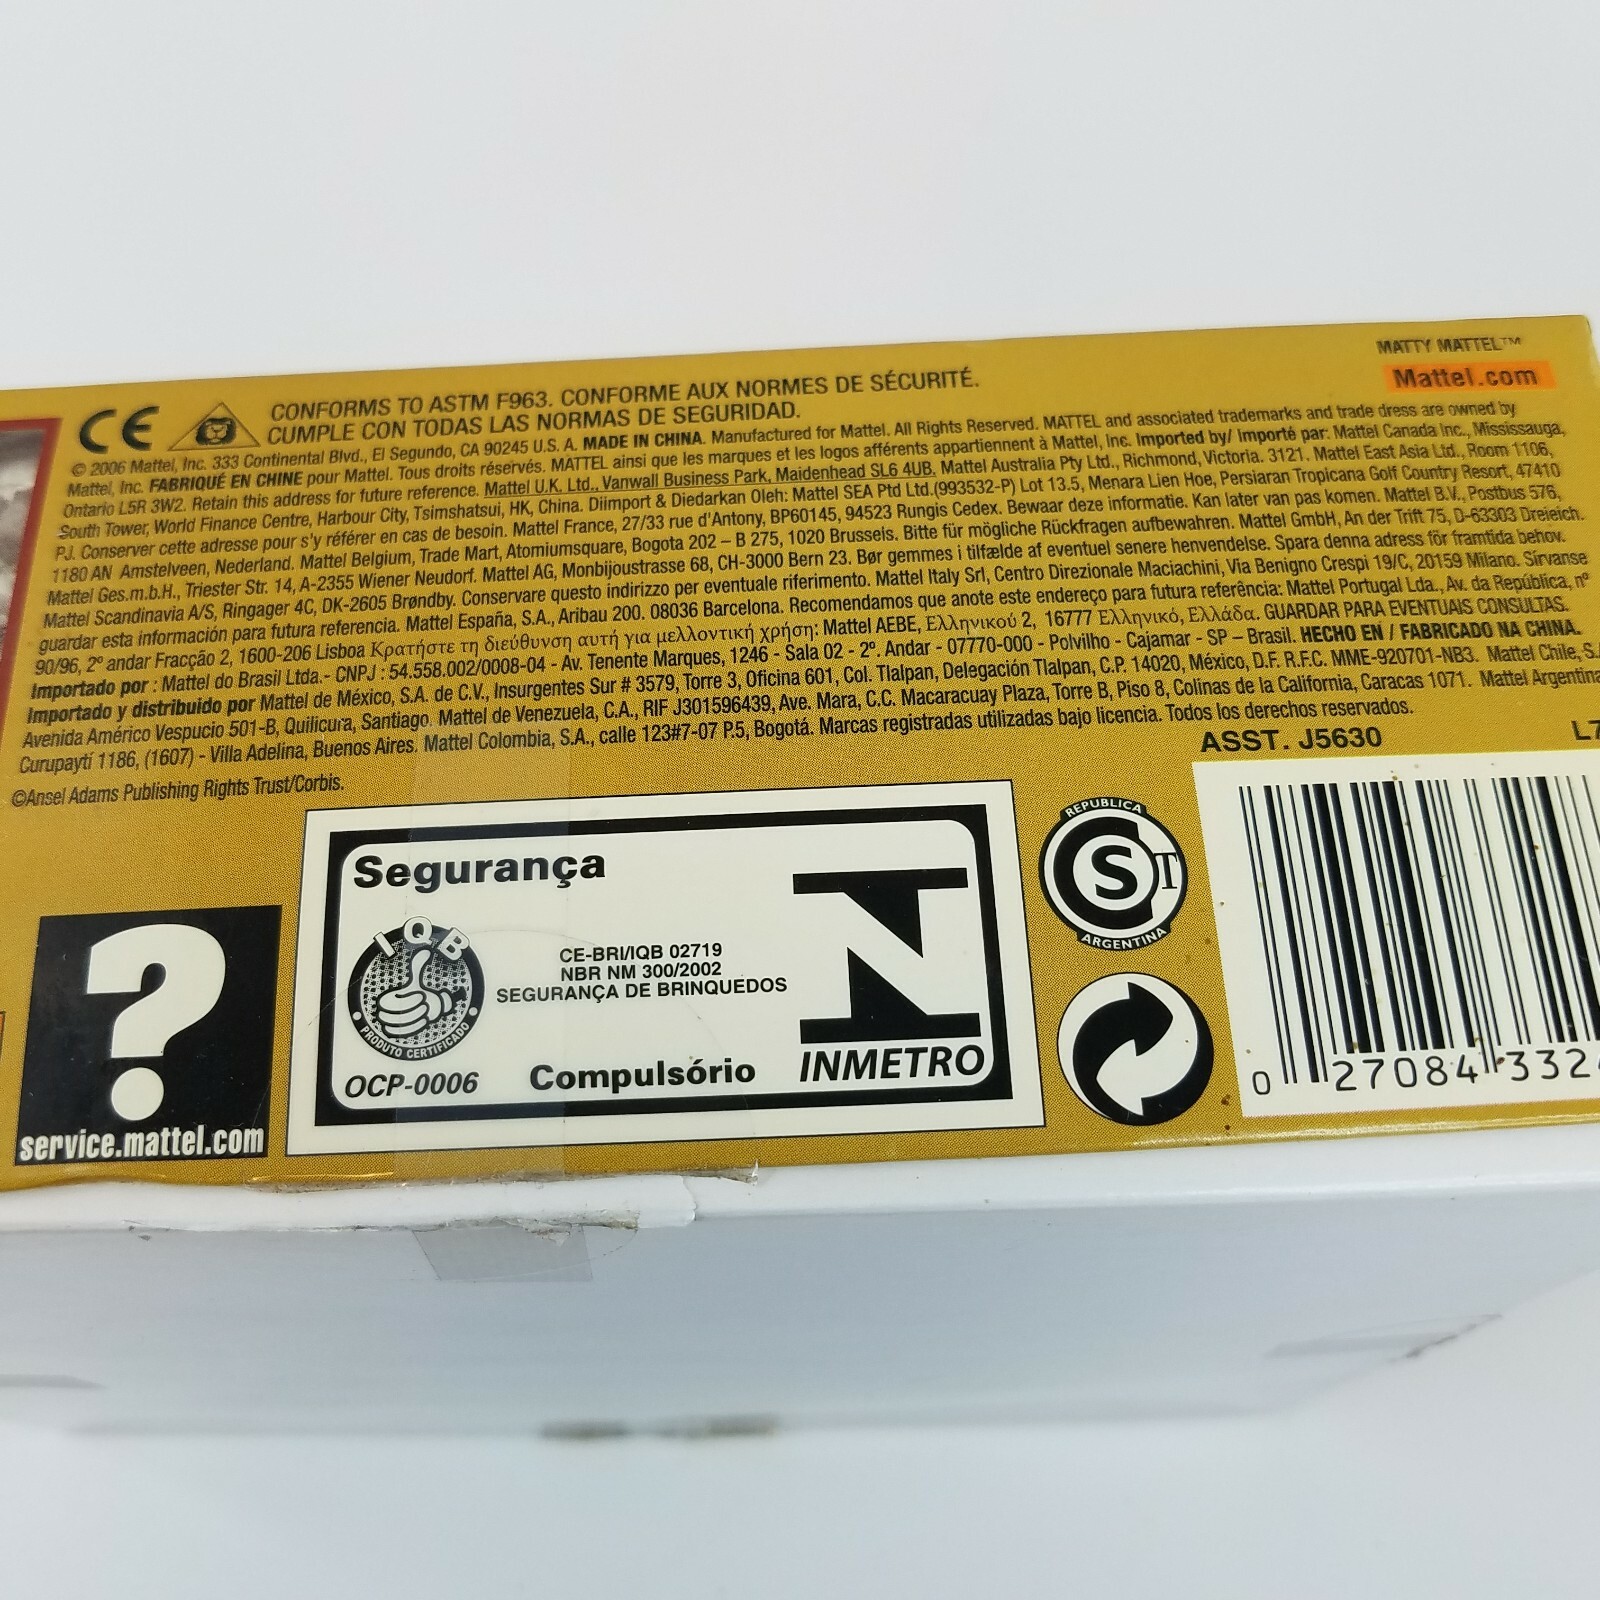 MATTY MATTEL™
Mattel.com
CE
CONFORMS TO ASTM F963. CONFORME AUX NORMES DE SÉCURITÉ.
CUMPLE CON TODAS LAS NORMAS DE SEGURIDAD.
© 2006 Mattel, Inc. 333 Continental Blvd., El Segundo, CA 90245 U.S. A. MADE IN CHINA. Manufactured for Mattel. All Rights Reserved. MATTEL and associated trademarks and trade dress are owned by
Mattel, Inc. FABRIQUÉ EN CHINE pour Mattel. Tous droits réservés. MATTEL ainsi que les marques et les logos afférents appartiennent à Mattel, Inc. Imported by/ Importé par: Mattel Canada Inc., Mississauga,
Ontario L5R 3W2. Retain this address for future reference. Mattel U.K. Ltd., Vanwall Business Park, Maidenhead SL6 4UB. Mattel Australia Pty Ltd., Richmond, Victoria. 3121. Mattel East Asia Ltd., Room 1106,
South Tower, World Finance Centre, Harbour City, Tsimshatsui, HK, China. Diimport & Diedarkan Oleh: Mattel SEA Ptd Ltd.(993532-P) Lot 13.5, Menara Lien Hoe, Persiaran Tropicana Golf Country Resort, 47410
PJ. Conserver cette adresse pour s'y référer en cas de besoin. Mattel France, 27/33 rue d'Antony, BP60145, 94523 Rungis Cedex. Bewaar deze informatie. Kan later van pas komen. Mattel B.V., Postbus 576,
1180 AN Amstelveen, Nederland. Mattel Belgium, Trade Mart, Atomiumsquare, Bogota 202 – B 275, 1020 Brussels. Bitte für mögliche Rückfragen aufbewahren. Mattel GmbH, An der Trift 75, D-63303 Dreieich.
Mattel Ges.m.b.H., Triester Str. 14, A-2355 Wiener Neudorf. Mattel AG, Monbijoustrasse 68, CH-3000 Bern 23. Bør gemmes i tilfælde af eventuel senere henvendelse. Spara denna adress för framtida behov.
Mattel Scandinavia A/S, Ringager 4C, DK-2605 Brøndby. Conservare questo indirizzo per eventuale riferimento. Mattel Italy Srl, Centro Direzionale Maciachini, Via Benigno Crespi 19/C, 20159 Milano. Sírvanse
guardar esta información para futura referencia. Mattel España, S.A., Aribau 200. 08036 Barcelona. Recomendamos que anote este endereço para futura referência: Mattel Portugal Lda., Av. da República, nº
90/96, 2º andar Fracção 2, 1600-206 Lisboa Κρατήστε τη διεύθυνση αυτή για μελλοντική χρήση: Mattel AEBE, Ελληνικού 2, 16777 Ελληνικό, Ελλάδα. GUARDAR PARA EVENTUAIS CONSULTAS.
Importado por : Mattel do Brasil Ltda.- CNPJ : 54.558.002/0008-04 - Av. Tenente Marques, 1246 - Sala 02 - 2º. Andar - 07770-000 - Polvilho - Cajamar - SP – Brasil. HECHO EN / FABRICADO NA CHINA.
Importado y distribuido por Mattel de México, S.A. de C.V., Insurgentes Sur # 3579, Torre 3, Oficina 601, Col. Tlalpan, Delegación Tlalpan, C.P. 14020, México, D.F. R.F.C. MME-920701-NB3. Mattel Chile, S.A
Avenida Américo Vespucio 501-B, Quilicura, Santiago. Mattel de Venezuela, C.A., RIF J301596439, Ave. Mara, C.C. Macaracuay Plaza, Torre B, Piso 8, Colinas de la California, Caracas 1071. Mattel Argentina
Curupaytí 1186, (1607) - Villa Adelina, Buenos Aires. Mattel Colombia, S.A., calle 123#7-07 P.5, Bogotá. Marcas registradas utilizadas bajo licencia. Todos los derechos reservados.
©Ansel Adams Publishing Rights Trust/Corbis.
ASST. J5630
L7
?
service.mattel.com
Segurança
IQB
PRODUTO CERTIFICADO
OCP-0006
CE-BRI/IQB 02719
NBR NM 300/2002
SEGURANÇA DE BRINQUEDOS
Compulsório
INMETRO
REPUBLICA
CST
ARGENTINA
0 27084 332